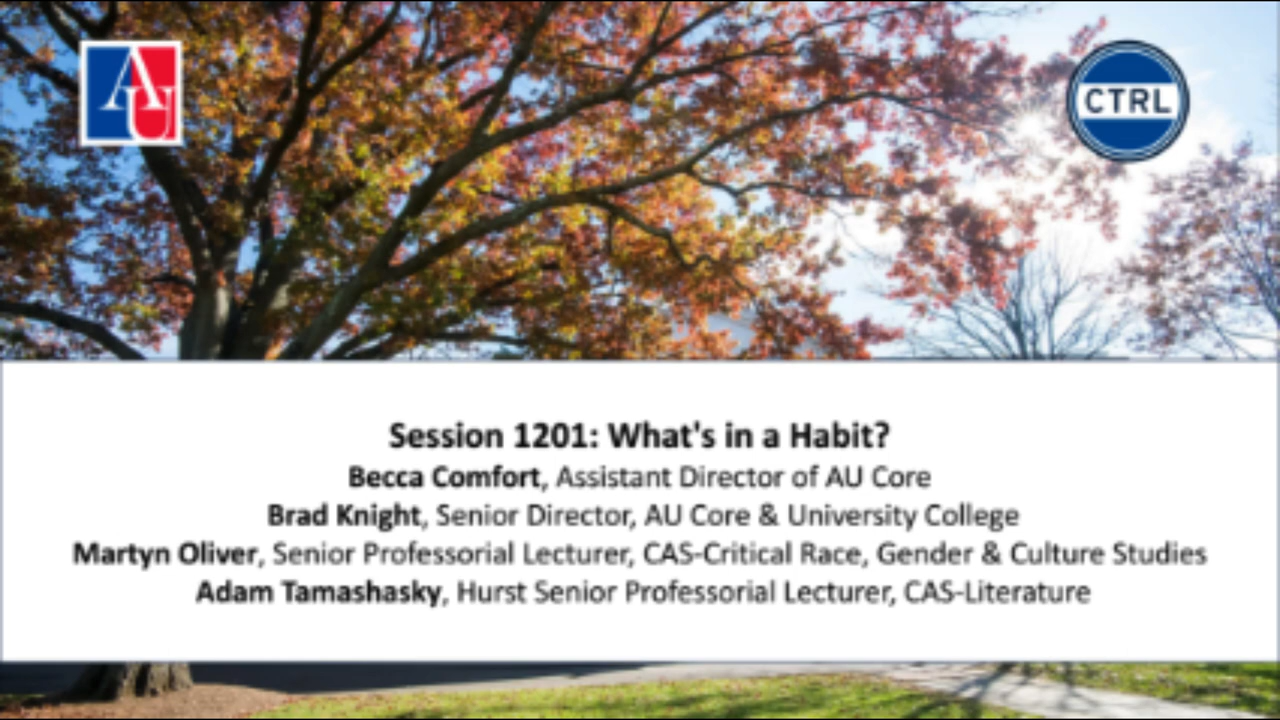 AU
CTRL
Session 1201: What's in a Habit?
Becca Comfort, Assistant Director of AU Core
Brad Knight, Senior Director, AU Core & University College
Martyn Oliver, Senior Professorial Lecturer, CAS-Critical Race, Gender & Culture Studies
Adam Tamashasky, Hurst Senior Professorial Lecturer, CAS-Literature